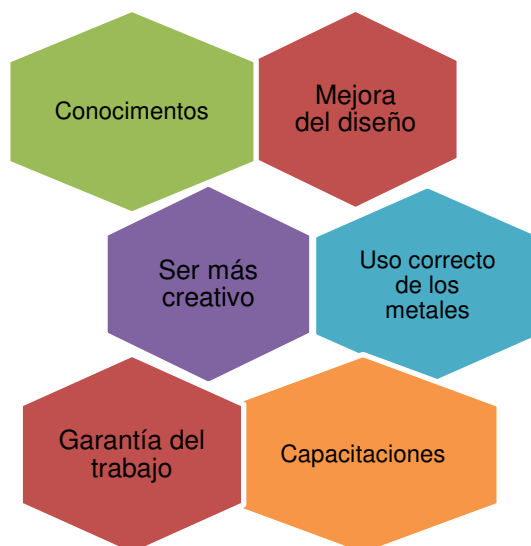 Conocimentos
Mejora
del diseño
Ser más
creativo
Uso correcto
de los
metales
Garantía del
trabajo
Capacitaciones